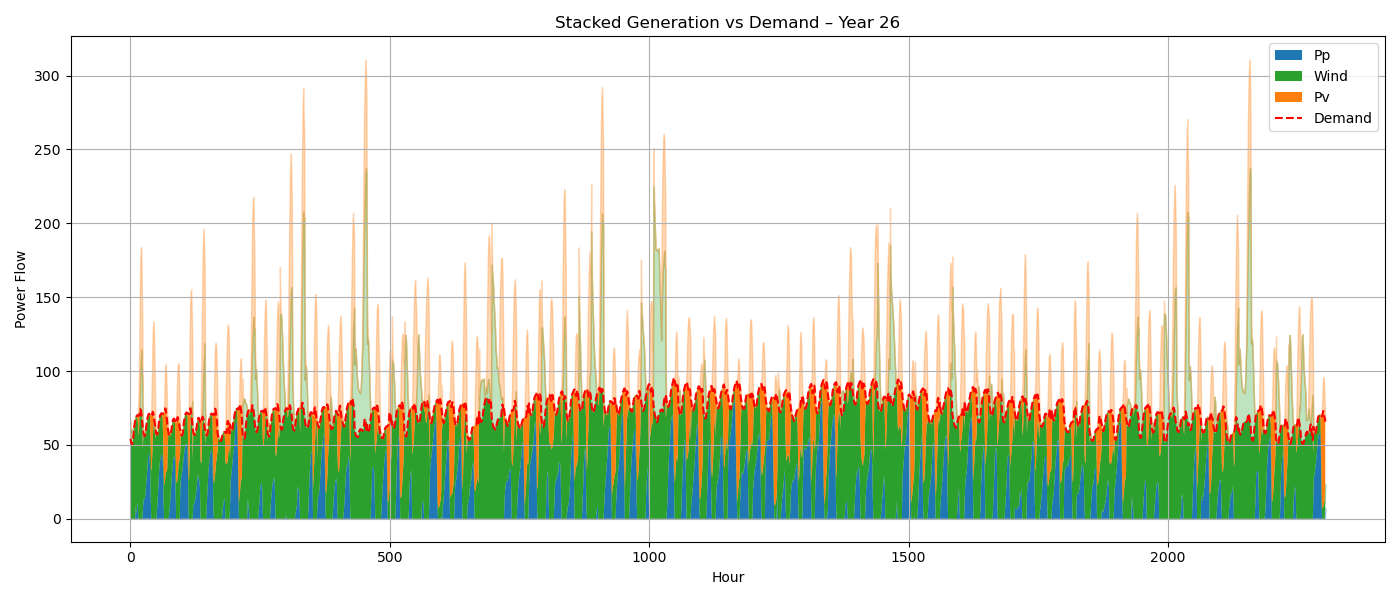 Stacked Generation vs Demand – Year 26
Pp
Wind
Pv
Demand
300
250
200
150
100
50
0
Power Flow
0 500 1000 1500 2000
Hour